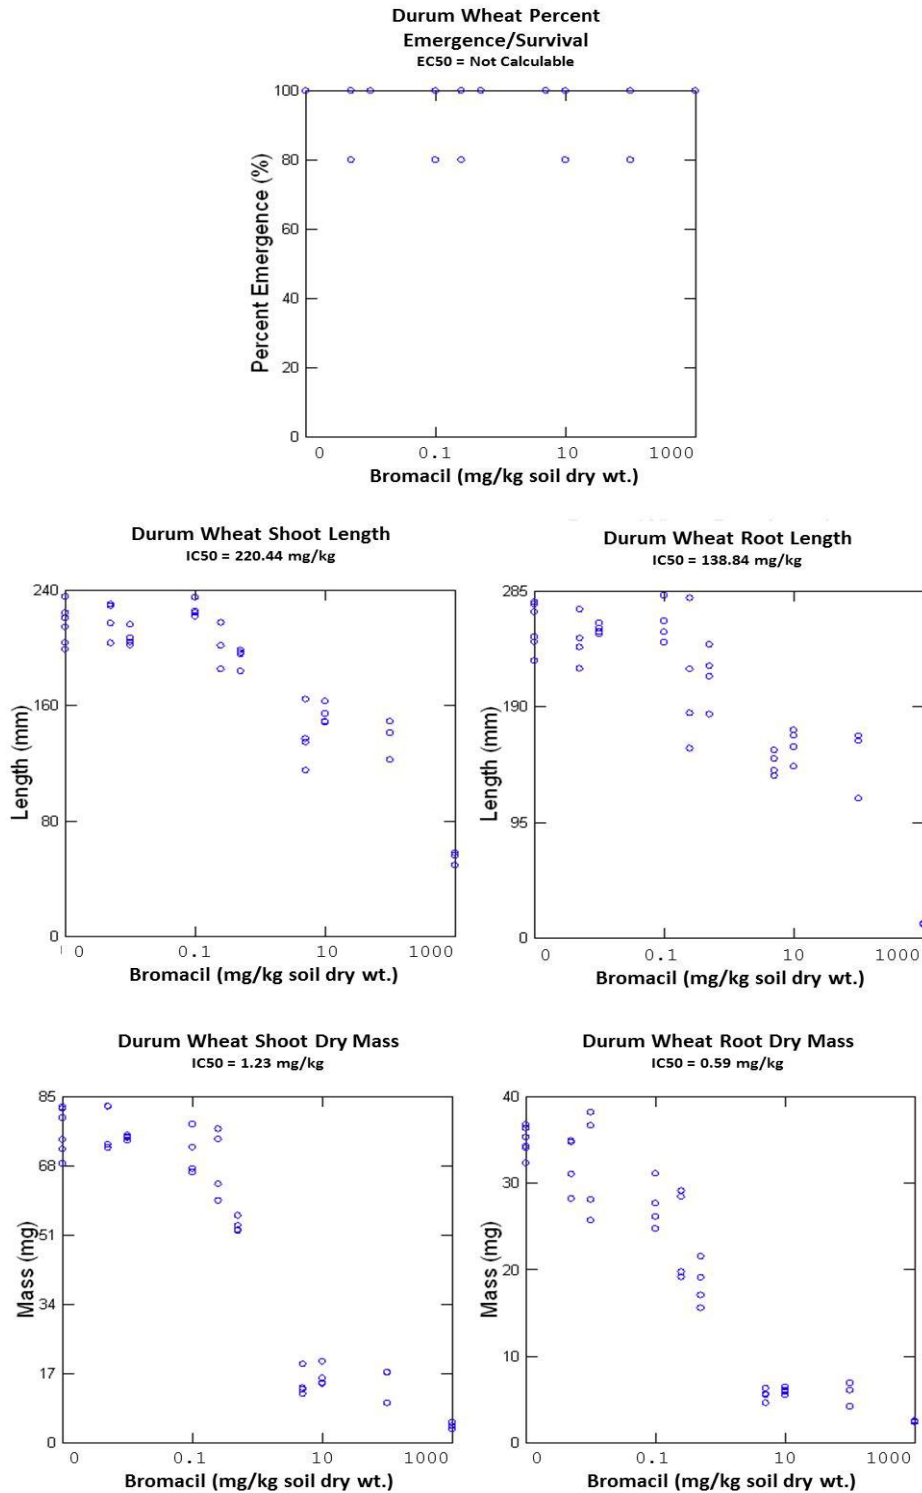 Durum Wheat Percent
Emergence/Survival
EC50 = Not Calculable
Percent Emergence (%)
100
80
60
40
20
0
0 0.1 10 1000
Bromacil (mg/kg soil dry wt.)
Durum Wheat Shoot Length
IC50 = 220.44 mg/kg
Length (mm)
240
160
80
0
0 0.1 10 1000
Bromacil (mg/kg soil dry wt.)
Durum Wheat Root Length
IC50 = 138.84 mg/kg
Length (mm)
285
190
95
0
0 0.1 10 1000
Bromacil (mg/kg soil dry wt.)
Durum Wheat Shoot Dry Mass
IC50 = 1.23 mg/kg
Mass (mg)
85
68
51
34
17
0
0 0.1 10 1000
Bromacil (mg/kg soil dry wt.)
Durum Wheat Root Dry Mass
IC50 = 0.59 mg/kg
Mass (mg)
40
30
20
10
0
0 0.1 10 1000
Bromacil (mg/kg soil dry wt.)